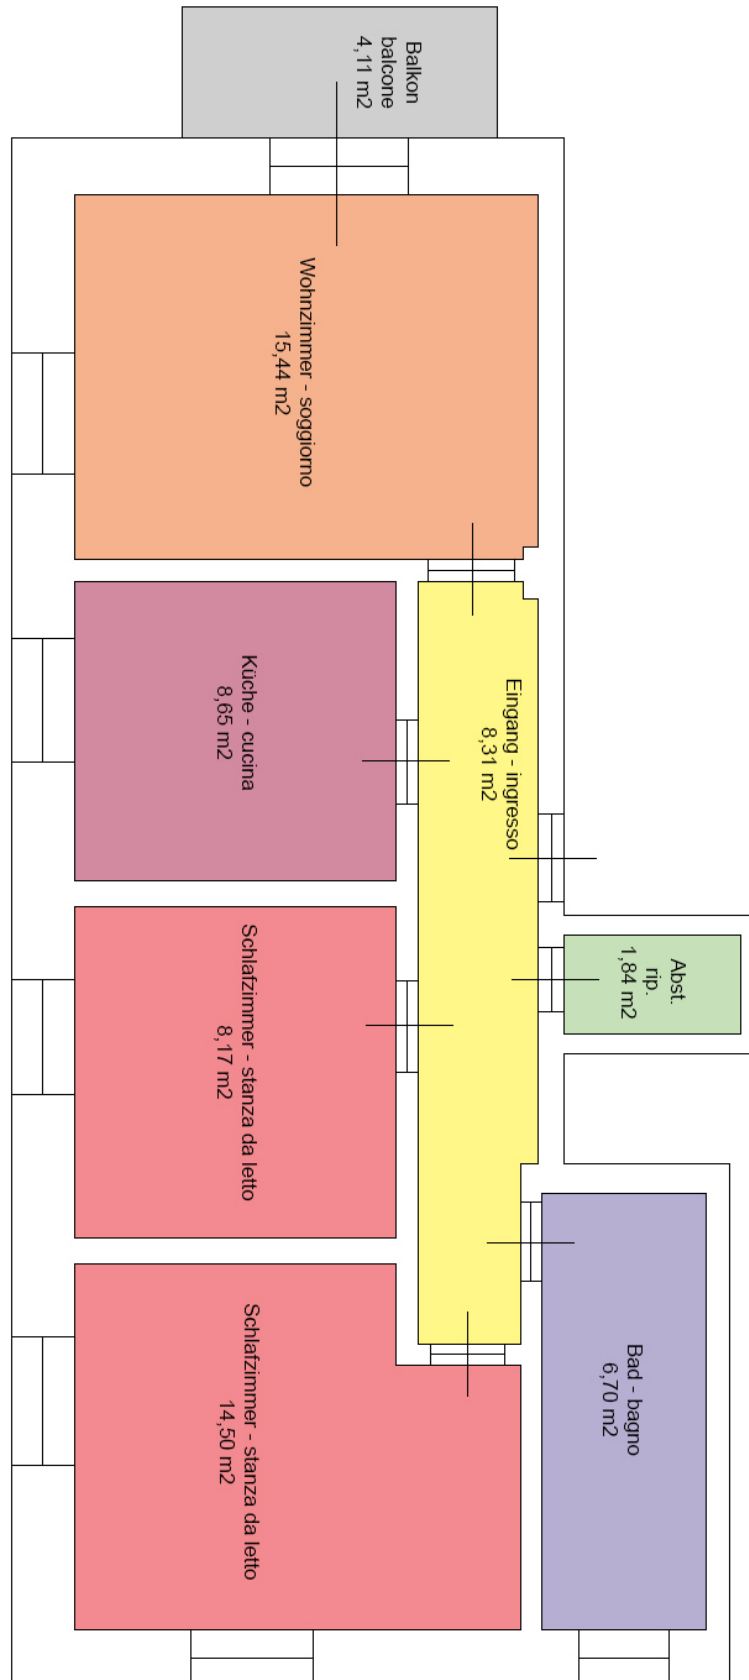 Balkon
balcone
4,11 m2
Wohnzimmer - soggiorno
15,44 m2
Küche - cucina
8,65 m2
Eingang - ingresso
8,31 m2
Abst.
rip.
1,84 m2
Schlafzimmer - stanza da letto
8,17 m2
Schlafzimmer - stanza da letto
14,50 m2
Bad - bagno
6,70 m2